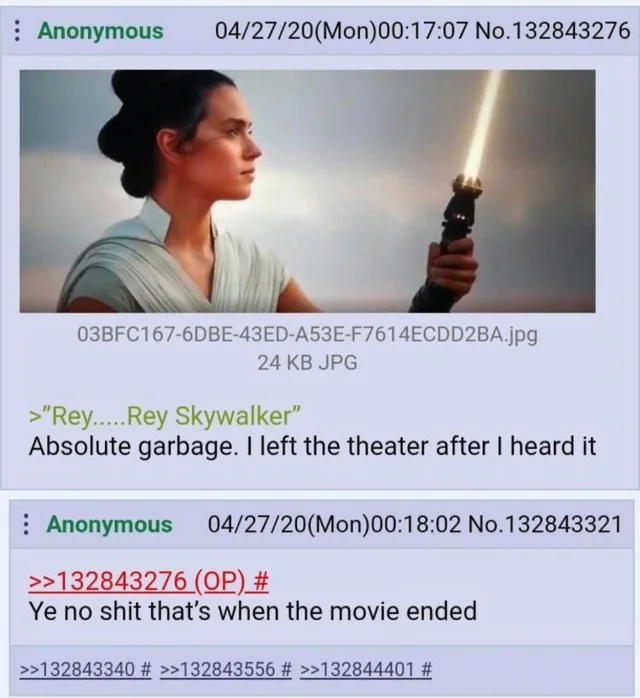 Anonymous 04/27/20(Mon)00:17:07 No.132843276
03BFC167-6DBE-43ED-A53E-F7614ECDD2BA.jpg
24 KB JPG
>"Rey.....Rey Skywalker"
Absolute garbage. I left the theater after I heard it
Anonymous 04/27/20(Mon)00:18:02 No.132843321
>>132843276 (OP) #
Ye no shit that's when the movie ended
>>132843340 # >>132843556 # >>132844401 #